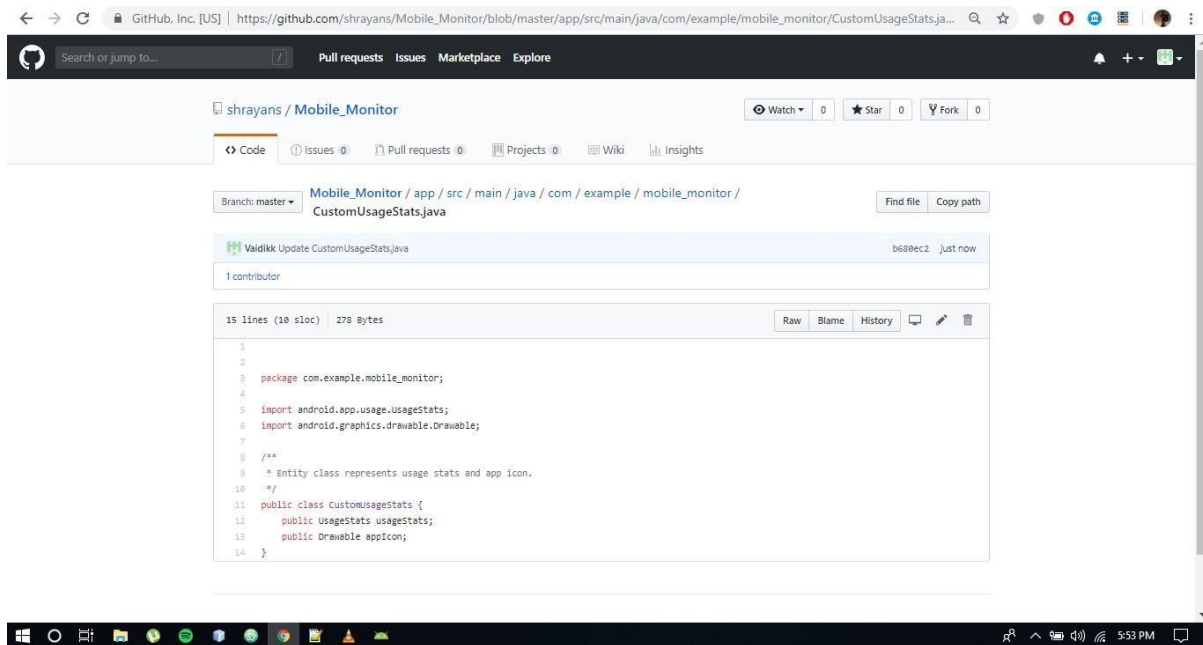 GitHub, Inc. [US] | https://github.com/shrayans/Mobile_Monitor/blob/master/app/src/main/java/com/example/mobile_monitor/CustomUsageStats.ja...
Search or jump to... / Pull requests Issues Marketplace Explore
shrayans / Mobile_Monitor
Watch 0 Star 0 Fork 0
Code Issues 0 Pull requests 0 Projects 0 Wiki Insights
Branch: master Mobile_Monitor / app / src / main / java / com / example / mobile_monitor /
CustomUsageStats.java
Find file Copy path
Vaidikk Update CustomUsageStats.java b680ec2 just now
1 contributor
15 lines (10 sloc) 278 Bytes Raw Blame History
1
2
3 package com.example.mobile_monitor;
4
5 import android.app.usage.UsageStats;
6 import android.graphics.drawable.Drawable;
7
8 /**
9 * Entity class represents usage stats and app icon.
10 */
11 public class CustomUsageStats {
12 public UsageStats usageStats;
13 public Drawable appIcon;
14 }
5:53 PM